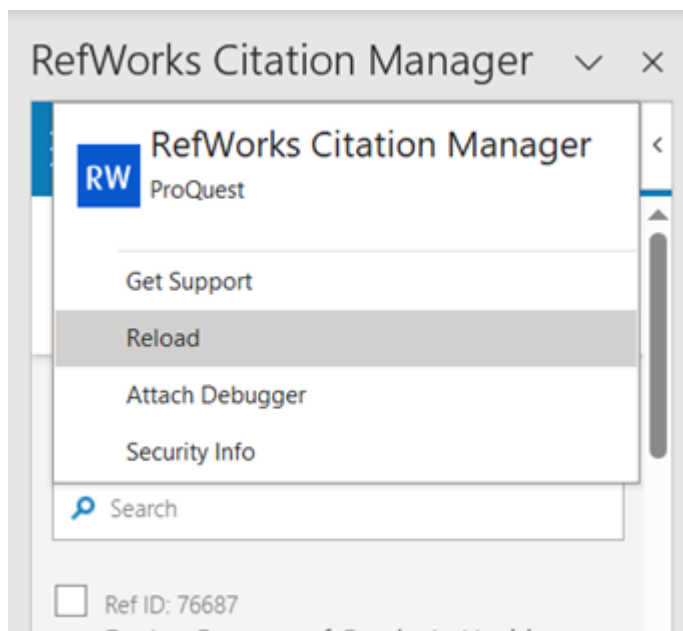 RefWorks Citation Manager
RW
RefWorks Citation Manager
ProQuest
Get Support
Reload
Attach Debugger
Security Info
Search
Ref ID: 76687